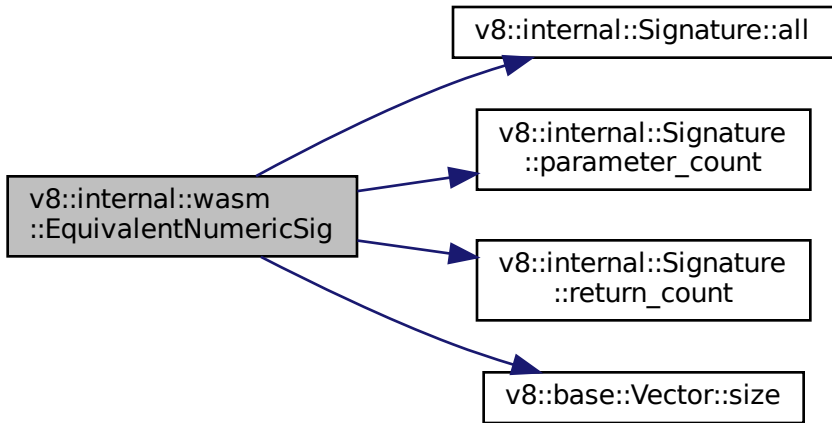 v8::internal::Signature::all
v8::internal::Signature
::parameter_count
v8::internal::wasm
::EquivalentNumericSig
v8::internal::Signature
::return_count
v8::base::Vector::size